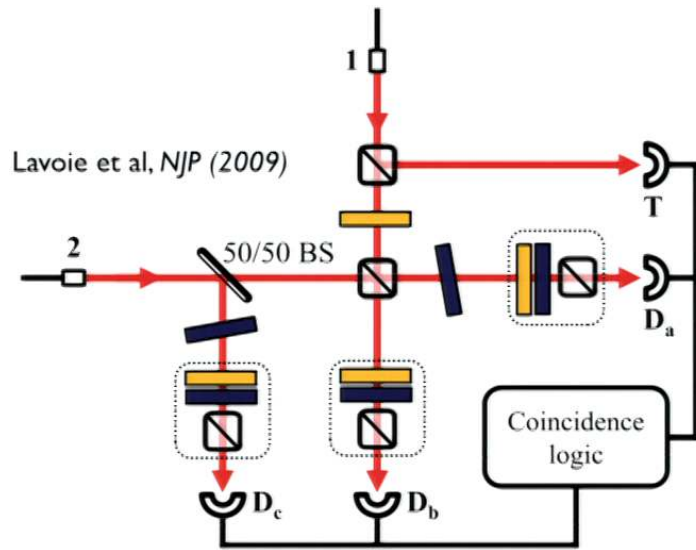 1
Lavoie et al, NJP (2009)
T
2
50/50 BS
Da
Coincidence
logic
Dc
Db